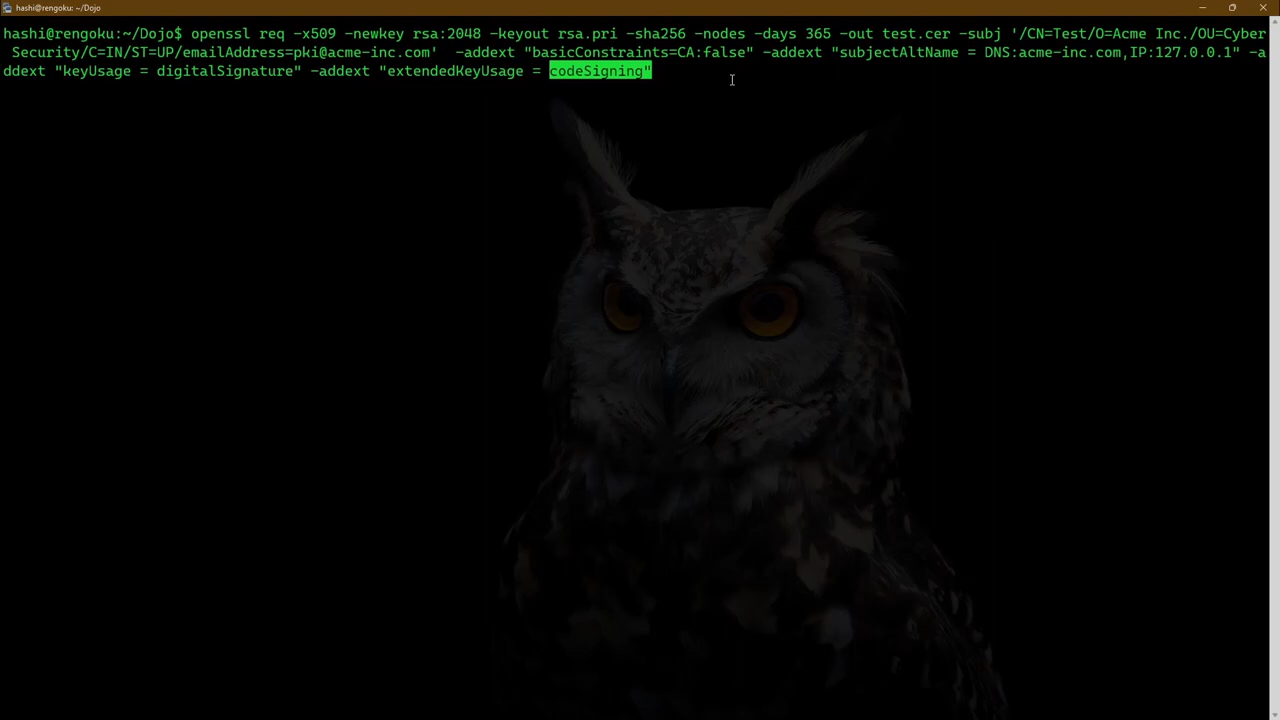 hashi@rengoku: ~/Dojo
hashi@rengoku:~/Dojo$ openssl req -x509 -newkey rsa:2048 -keyout rsa.pri -sha256 -nodes -days 365 -out test.cer -subj '/CN=Test/O=Acme Inc./OU=Cyber
Security/C=IN/ST=UP/emailAddress=pki@acme-inc.com'  -addext "basicConstraints=CA:false" -addext "subjectAltName = DNS:acme-inc.com,IP:127.0.0.1" -a
ddext "keyUsage = digitalSignature" -addext "extendedKeyUsage = codeSigning"